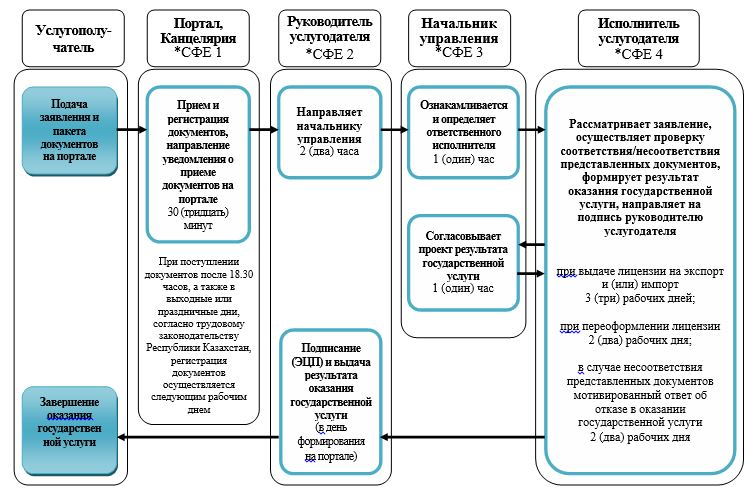 Услугополу-
чатель
Портал,
Канцелярия
*СФЕ 1
Руководитель
услугодателя
*СФЕ 2
Начальник
управления
*СФЕ 3
Исполнитель
услугодателя
*СФЕ 4
Подача
заявления и
пакета
документов
на портале
Прием и
регистрация
документов,
направление
уведомления о
приеме
документов на
портале
30 (тридцать)
минут
При поступлении
документов после 18.30
часов, а также в
выходные или
праздничные дни,
согласно трудовому
законодательству
Республики Казахстан,
регистрация
документов
осуществляется
следующим рабочим
днем
Направляет
начальнику
управления
2 (два) часа
Ознакамливается
и определяет
ответственного
исполнителя
1 (один) час
Согласовывает
проект результата
государственной
услуги
1 (один) час
Рассматривает заявление,
осуществляет проверку
соответствия/несоответствия
представленных документов,
формирует результат
оказания государственной
услуги, направляет на
подпись руководителю
услугодателя
при выдаче лицензии на экспорт
и (или) импорт
3 (три) рабочих дней;
при переоформлении лицензии
2 (два) рабочих дня;
в случае несоответствия
представленных документов
мотивированный ответ об
отказе в оказании
государственной услуги
2 (два) рабочих дня
Подписание
(ЭЦП) и выдача
результата
оказания
государственной
услуги
(в день
формирования
на портале)
Завершение
оказания
государствен
ной услуги